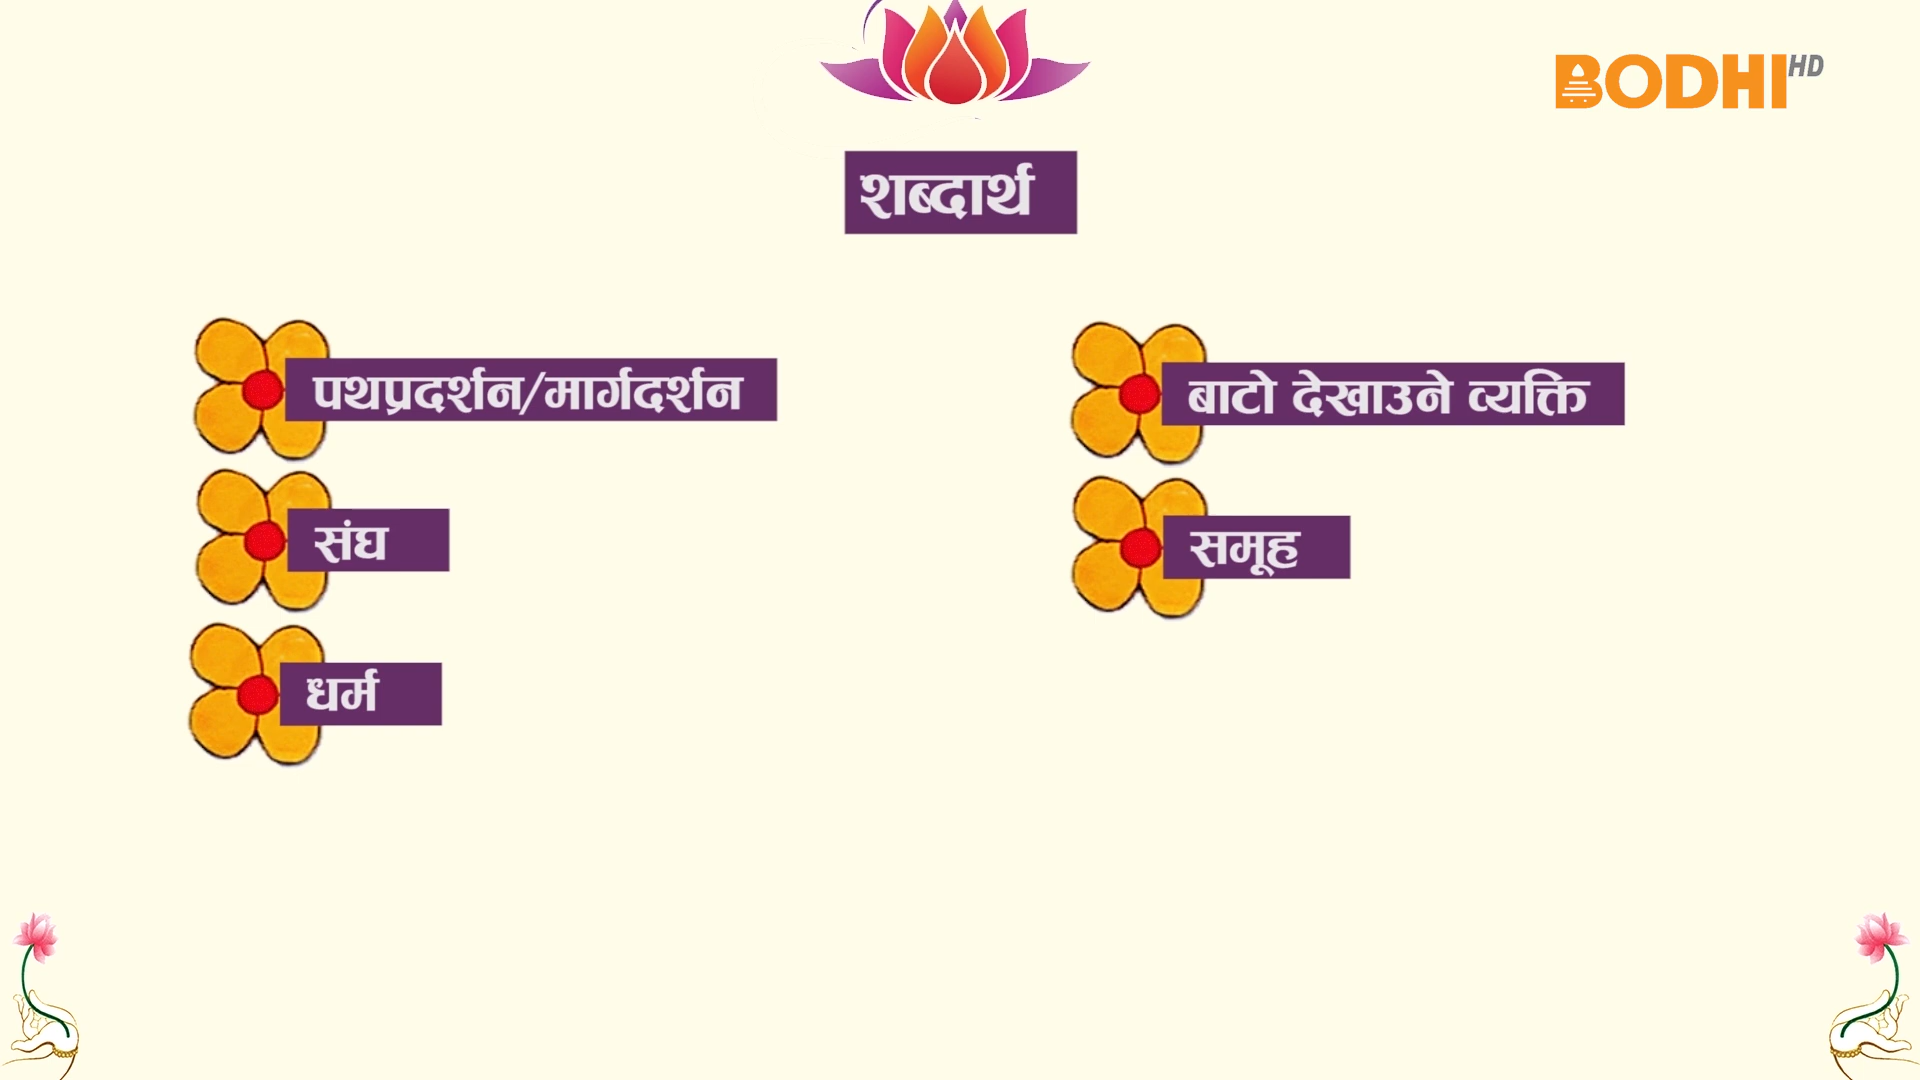 BODHI HD
शब्दार्थ
पथप्रदर्शन/मार्गदर्शन
बाटो देखाउने व्यक्ति
संघ
समूह
धर्म